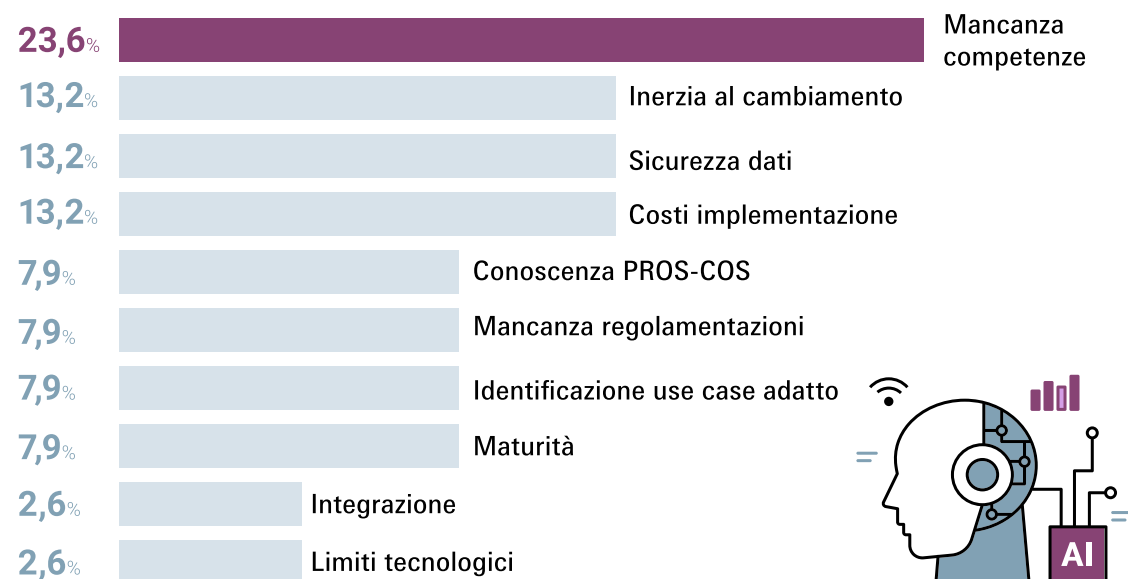 23,6% Mancanza
competenze
13,2% Inerzia al cambiamento
13,2% Sicurezza dati
13,2% Costi implementazione
7,9% Conoscenza PROS-COS
7,9% Mancanza regolamentazioni
7,9% Identificazione use case adatto
7,9% Maturità
2,6% Integrazione
2,6% Limiti tecnologici
AI